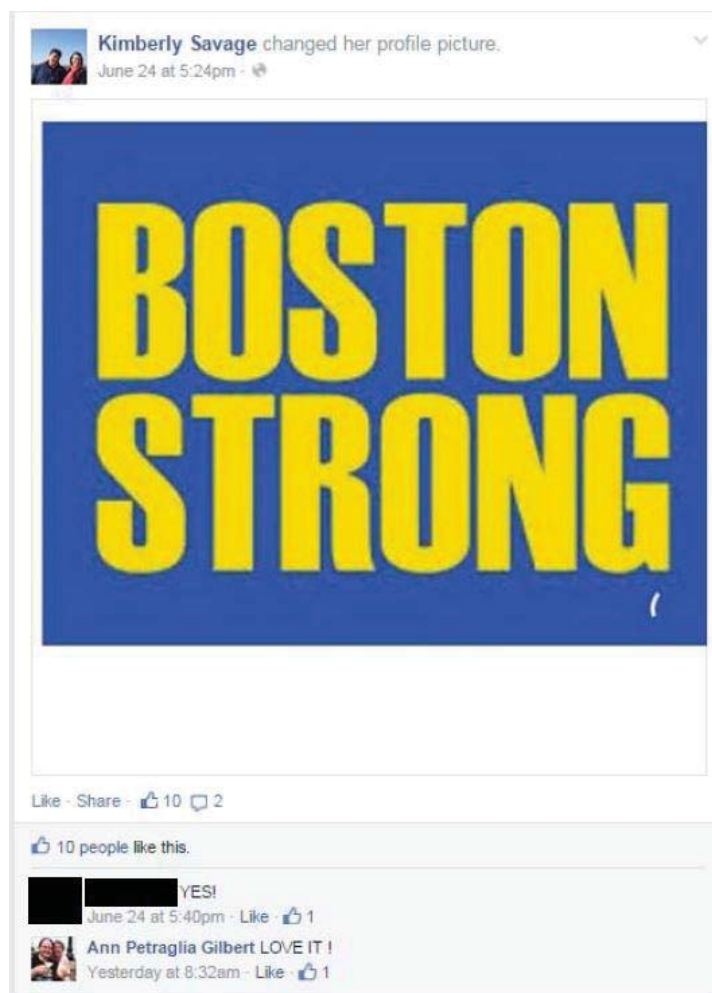 Kimberly Savage changed her profile picture.
June 24 at 5:24pm ·
BOSTON
STRONG
Like · Share · 10 2
10 people like this.
YES!
June 24 at 5:40pm · Like · 1
Ann Petraglia Gilbert LOVE IT !
Yesterday at 8:32am · Like · 1